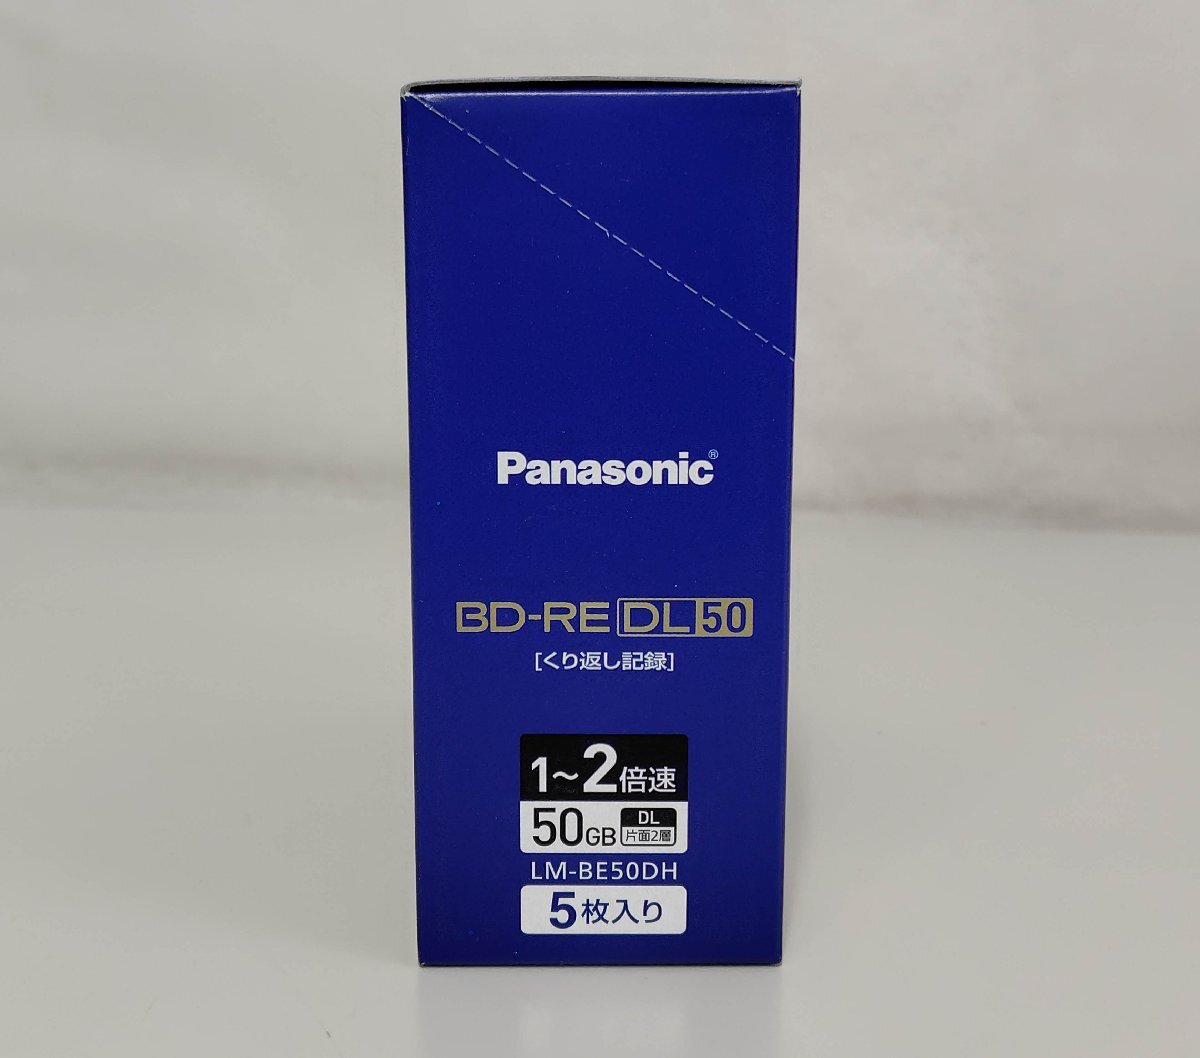 Panasonic®
BD-RE DL 50
[くり返し記録]
1～2倍速
50GB DL 片面2層
LM-BE50DH
5枚入り